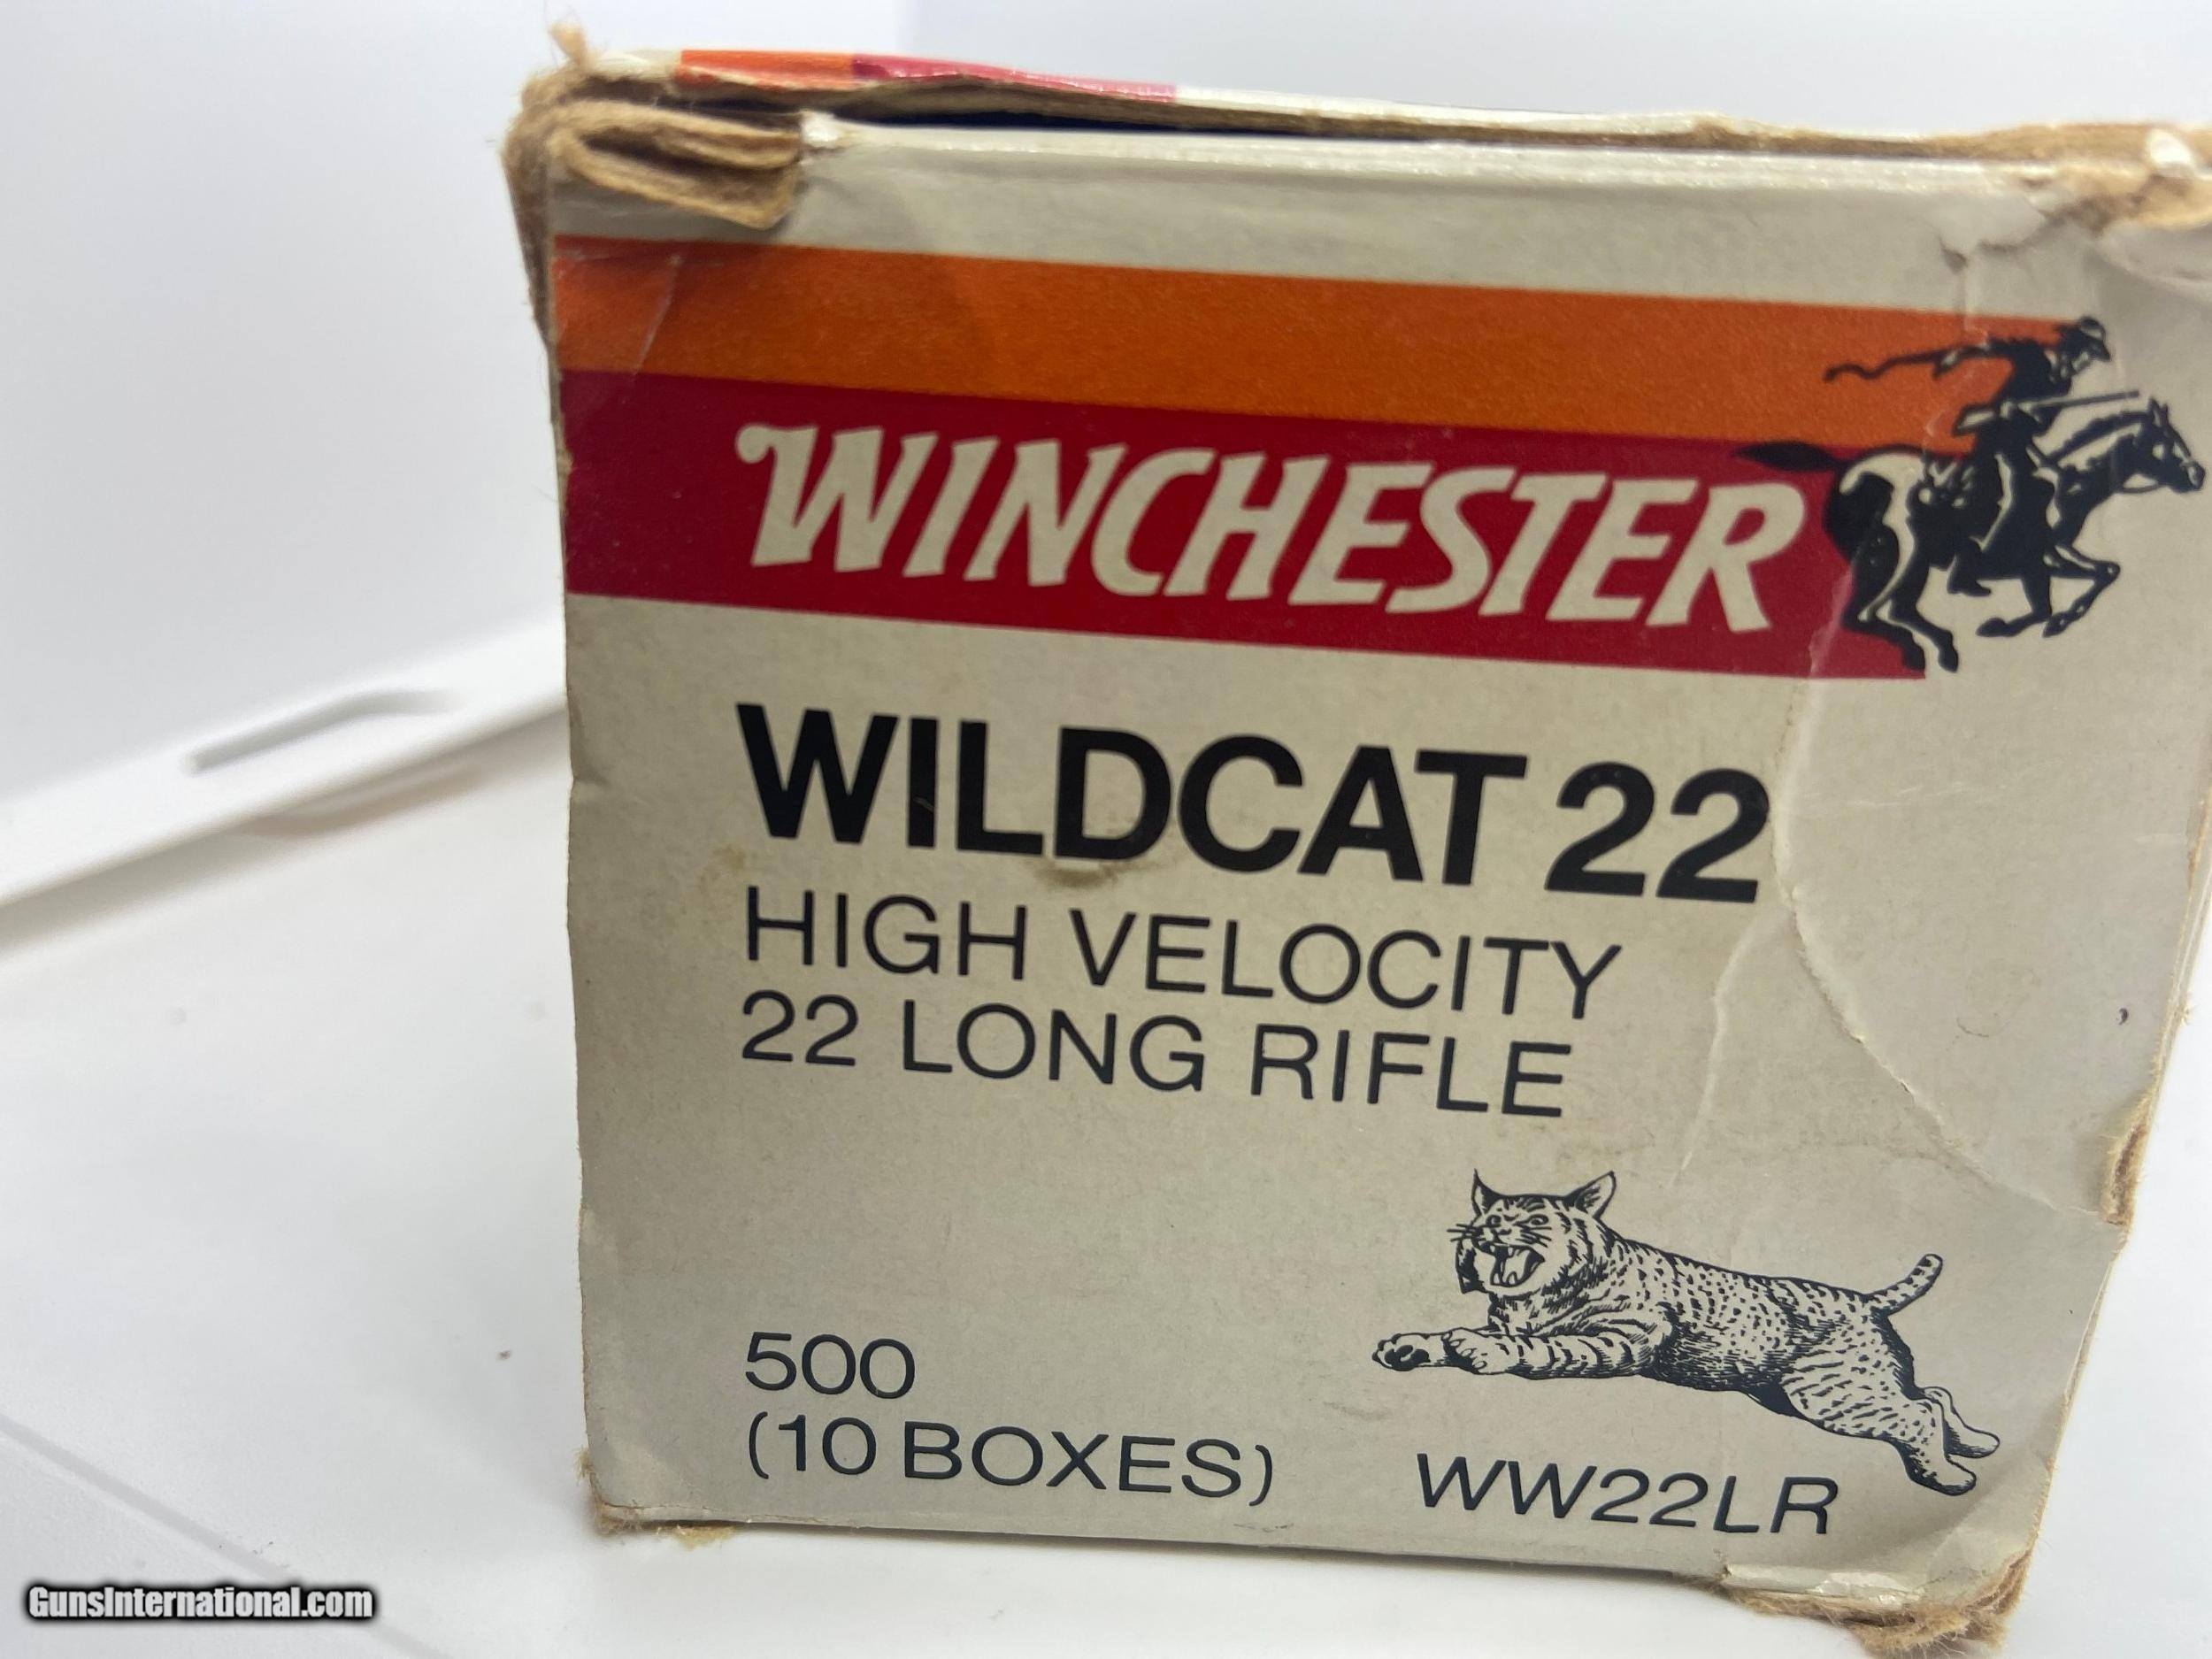 WINCHESTER
WILDCAT 22
HIGH VELOCITY
22 LONG RIFLE
500
(10 BOXES)
WW22LR
GunsInternational.com